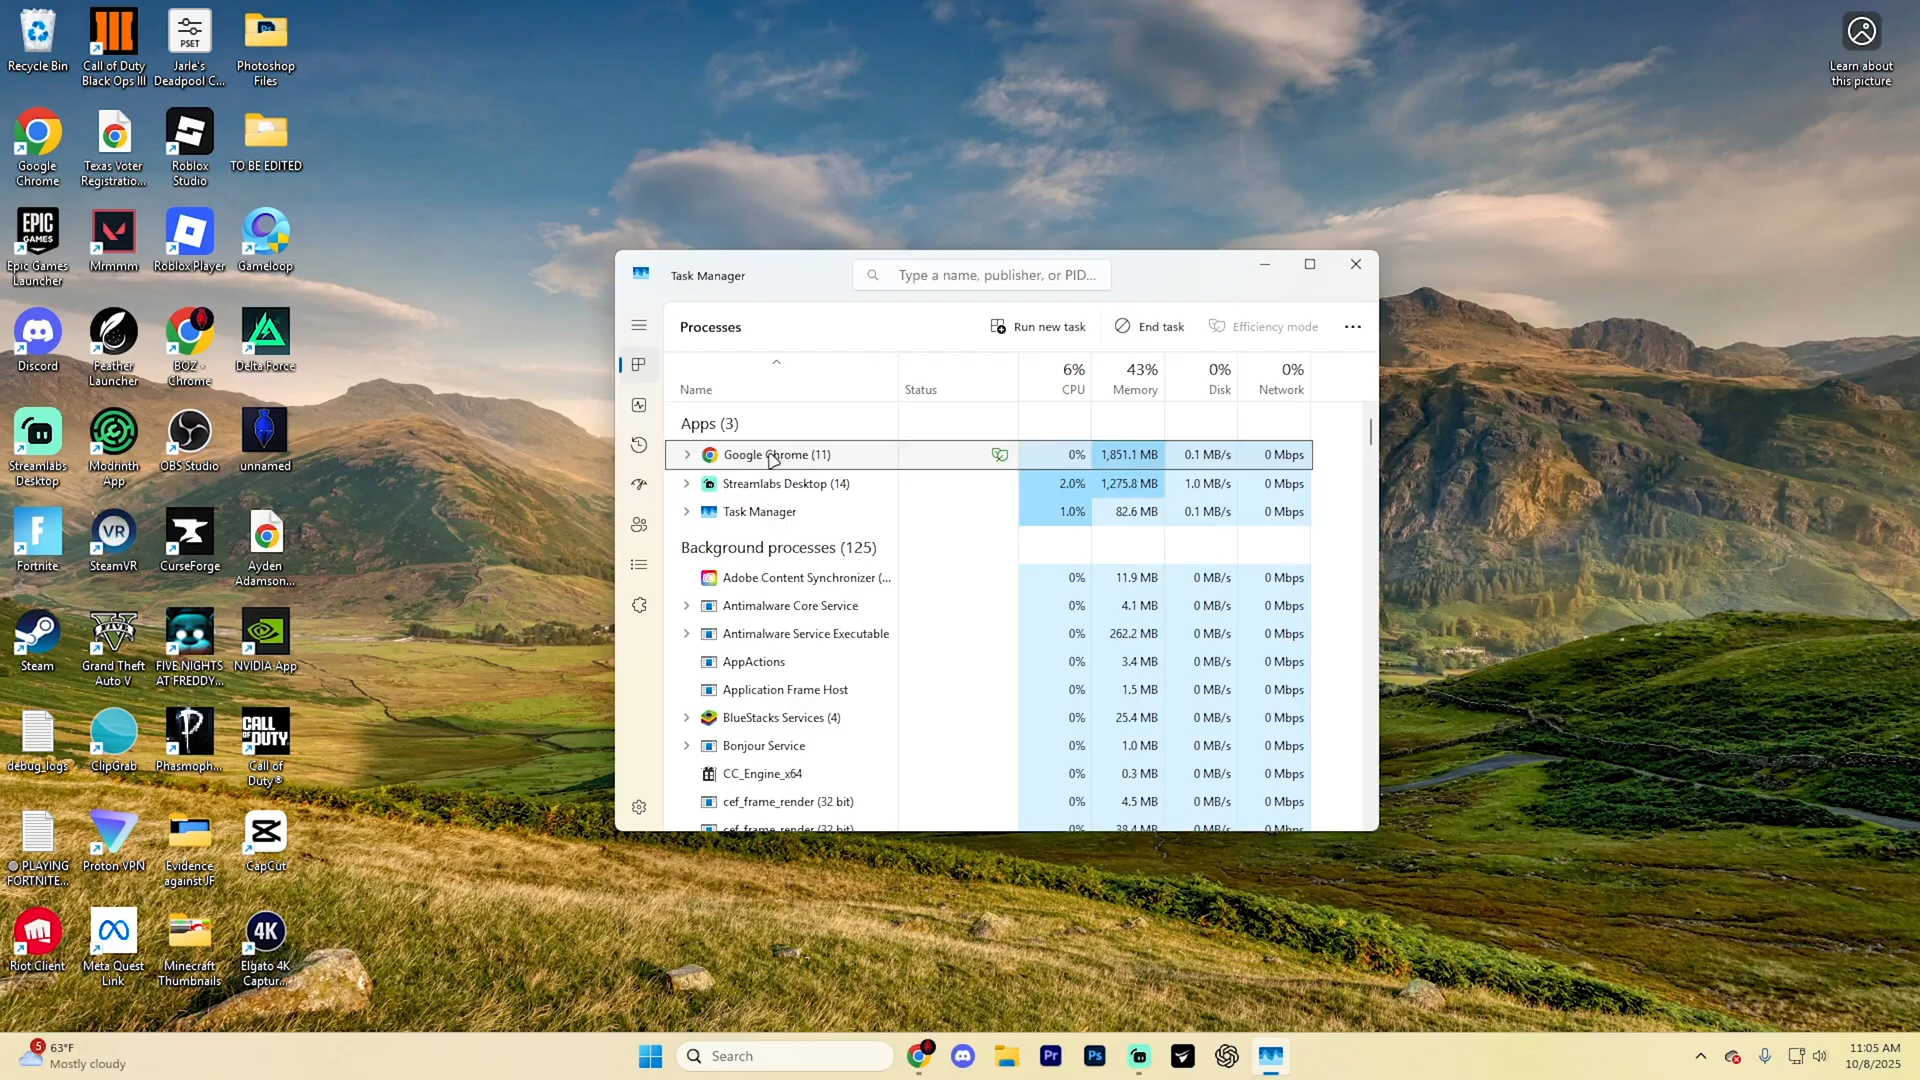 Recycle Bin
Call of Duty
Black Ops III
PSET
Jarle's
Deadpool C...
Photoshop
Files
Learn about
this picture
Google
Chrome
Texas Voter
Registratio...
Roblox
Studio
TO BE EDITED
EPIC
GAMES
Epic Games
Launcher
Mrmmm
Roblox Player
Gameloop
Discord
Feather
Launcher
BOZ -
Chrome
Delta Force
Streamlabs
Desktop
Modrinth
App
OBS Studio
unnamed
Fortnite
VR
SteamVR
CurseForge
Ayden
Adamson...
Steam
Grand Theft
Auto V
FIVE NIGHTS
AT FREDDY...
NVIDIA App
debug_logs
ClipGrab
Phasmoph...
CALL
OF DUTY
Call of
Duty®
PLAYING
FORTNITE...
Proton VPN
Evidence
against JF
CapCut
Riot Client
Meta Quest
Link
Minecraft
Thumbnails
4K
Elgato 4K
Captur...
Task Manager
Type a name, publisher, or PID...
Processes
Run new task
End task
Efficiency mode
Name
Status
6%
CPU
43%
Memory
0%
Disk
0%
Network
Apps (3)
Google Chrome (11) 0% 1,851.1 MB 0.1 MB/s 0 Mbps
Streamlabs Desktop (14) 2.0% 1,275.8 MB 1.0 MB/s 0 Mbps
Task Manager 1.0% 82.6 MB 0.1 MB/s 0 Mbps
Background processes (125)
Adobe Content Synchronizer (... 0% 11.9 MB 0 MB/s 0 Mbps
Antimalware Core Service 0% 4.1 MB 0 MB/s 0 Mbps
Antimalware Service Executable 0% 262.2 MB 0 MB/s 0 Mbps
AppActions 0% 3.4 MB 0 MB/s 0 Mbps
Application Frame Host 0% 1.5 MB 0 MB/s 0 Mbps
BlueStacks Services (4) 0% 25.4 MB 0 MB/s 0 Mbps
Bonjour Service 0% 1.0 MB 0 MB/s 0 Mbps
CC_Engine_x64 0% 0.3 MB 0 MB/s 0 Mbps
cef_frame_render (32 bit) 0% 4.5 MB 0 MB/s 0 Mbps
cef_frame_render (32 bit) 0% 38.4 MB 0 MB/s 0 Mbps
5
63°F
Mostly cloudy
Search
Pr
Ps
11:05 AM
10/8/2025